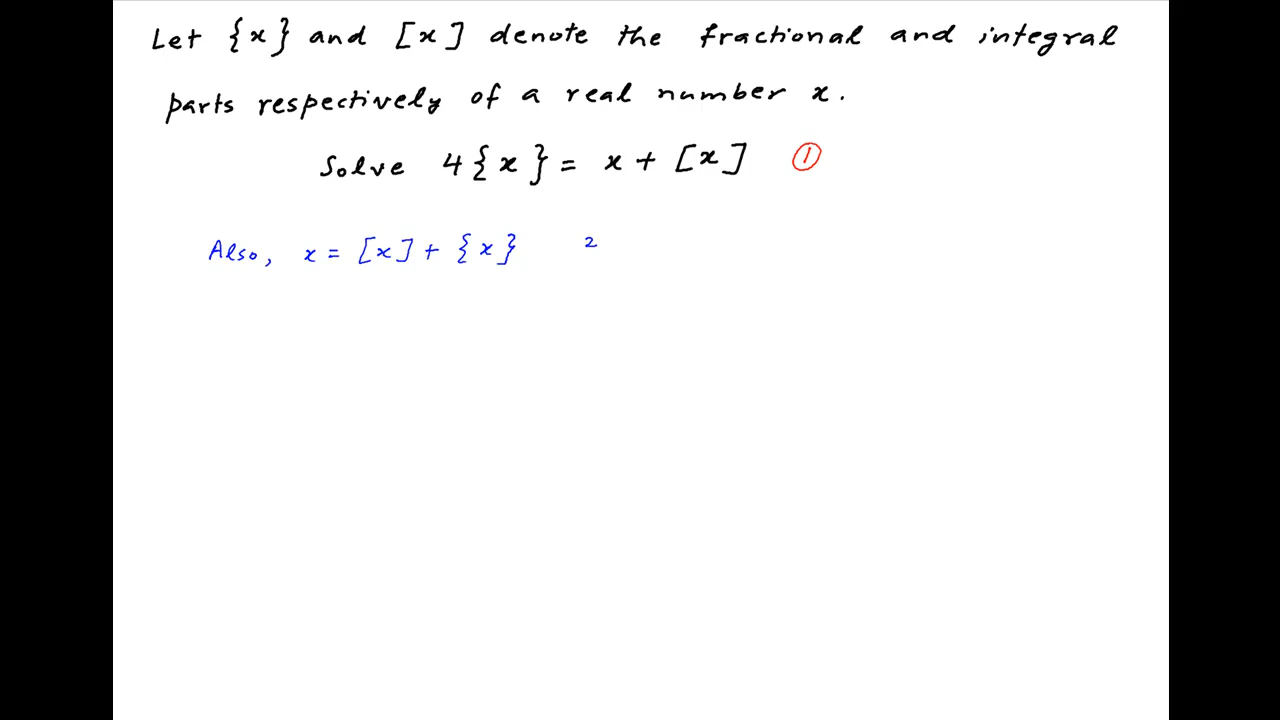 Let {x} and [x] denote the fractional and integral
parts respectively of a real number x.
Solve 4{x} = x + [x] ①
Also, x = [x] + {x} 2